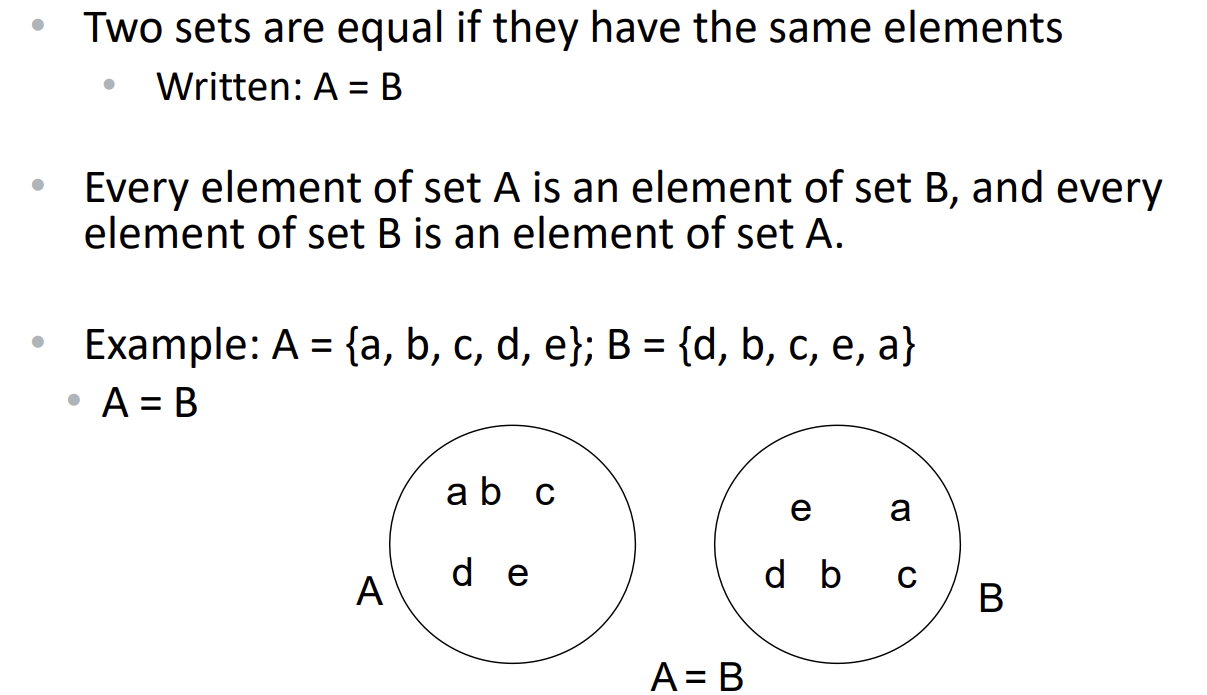 • Two sets are equal if they have the same elements
• Written: A = B
• Every element of set A is an element of set B, and every
element of set B is an element of set A.
• Example: A = {a, b, c, d, e}; B = {d, b, c, e, a}
• A = B
a b c
e a
d e
d b c
A
B
A = B